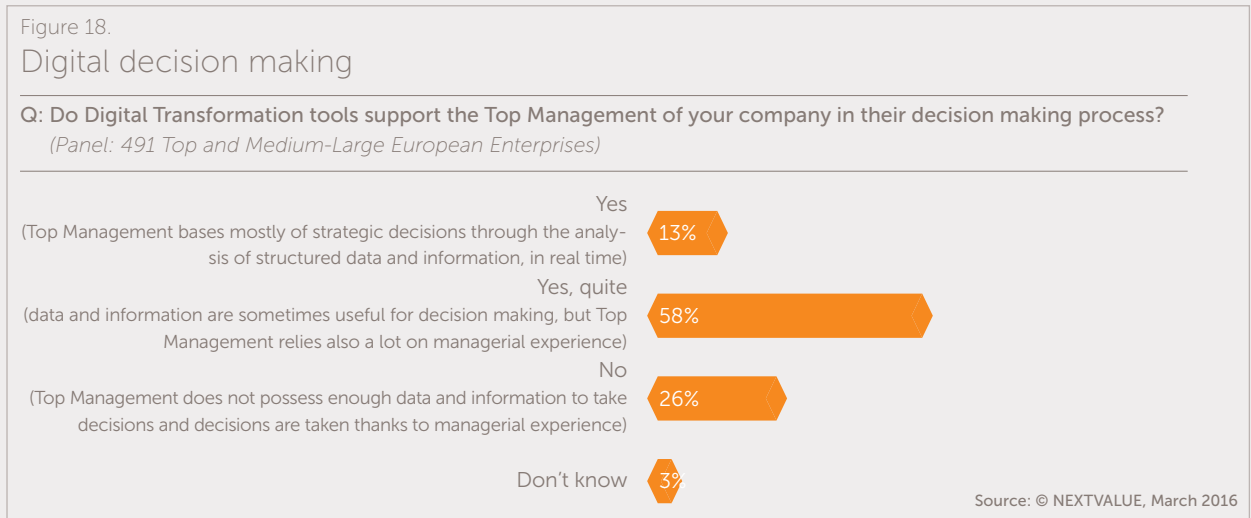 Figure 18.
Digital decision making
Q: Do Digital Transformation tools support the Top Management of your company in their decision making process?
(Panel: 491 Top and Medium-Large European Enterprises)
Yes
(Top Management bases mostly of strategic decisions through the analy-
sis of structured data and information, in real time)
13%
Yes, quite
(data and information are sometimes useful for decision making, but Top
Management relies also a lot on managerial experience)
58%
No
(Top Management does not possess enough data and information to take
decisions and decisions are taken thanks to managerial experience)
26%
Don't know
3%
Source: © NEXTVALUE, March 2016